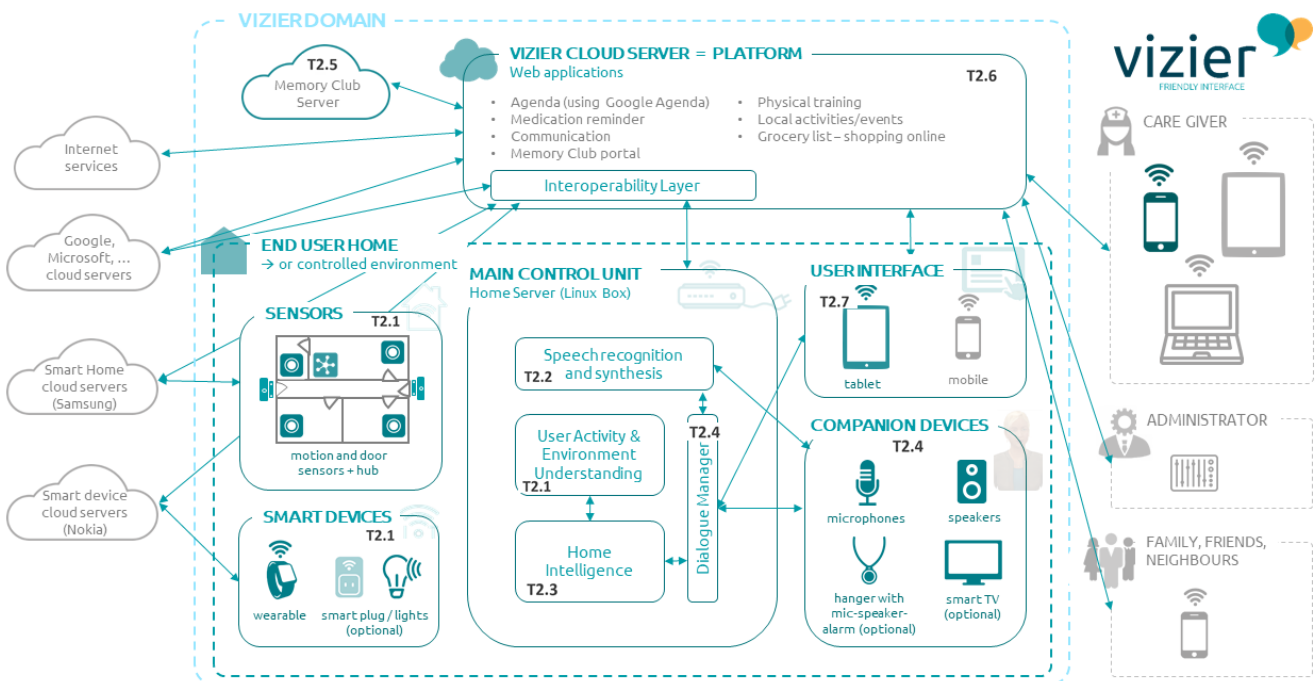 VIZIER DOMAIN
T2.5
Memory Club
Server
VIZIER CLOUD SERVER = PLATFORM
Web applications
T2.6
• Agenda (using Google Agenda)
• Medication reminder
• Communication
• Memory Club portal
• Physical training
• Local activities/events
• Grocery list – shopping online
Interoperability Layer
vizier
FRIENDLY INTERFACE
Internet
services
Google,
Microsoft, ...
cloud servers
Smart Home
cloud servers
(Samsung)
Smart device
cloud servers
(Nokia)
END USER HOME
→ or controlled environment
SENSORS
T2.1
motion and door
sensors + hub
SMART DEVICES
T2.1
wearable
smart plug / lights
(optional)
MAIN CONTROL UNIT
Home Server (Linux Box)
Speech recognition
and synthesis
T2.2
User Activity &
Environment
Understanding
T2.1
Home
Intelligence
T2.3
T2.4
Dialogue Manager
USER INTERFACE
T2.7
tablet
mobile
COMPANION DEVICES
T2.4
microphones
speakers
hanger with
mic-speaker-
alarm (optional)
smart TV
(optional)
CARE GIVER
ADMINISTRATOR
FAMILY, FRIENDS,
NEIGHBOURS